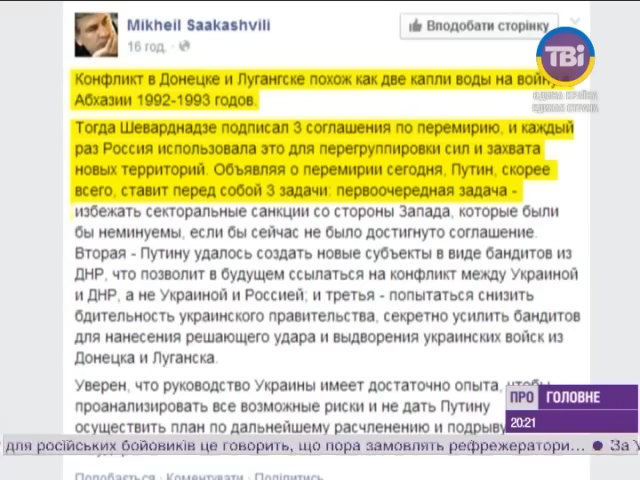 Mikheil Saakashvili
16 год.
Вподобати сторінку
ТВі
ЄДИНА КРАЇНА
ЕДИНАЯ СТРАНА
Конфликт в Донецке и Лугангске похож как две капли воды на войну в
Абхазии 1992-1993 годов.
Тогда Шеварднадзе подписал 3 соглашения по перемирию, и каждый
раз Россия использовала это для перегруппировки сил и захвата
новых территорий. Объявляя о перемирии сегодня, Путин, скорее
всего, ставит перед собой 3 задачи: первоочередная задача -
избежать секторальные санкции со стороны Запада, которые были
бы неминуемы, если бы сейчас не было достигнуто соглашение.
Вторая - Путину удалось создать новые субъекты в виде бандитов из
ДНР, что позволит в будущем ссылаться на конфликт между Украиной
и ДНР, а не Украиной и Россией; и третья - попытаться снизить
бдительность украинского правительства, секретно усилить бандитов
для нанесения решающего удара и выдворения украинских войск из
Донецка и Луганска.
Уверен, что руководство Украины имеет достаточно опыта, чтобы
проанализировать все возможные риски и не дать Путину
осуществить план по дальнейшему расчленению и подрыву
ПРО ГОЛОВНЕ
20:21
для російських бойовиків це говорить, що пора замовлять рефрежератори... ● За У
Подобається · Коментувати · Поділитись